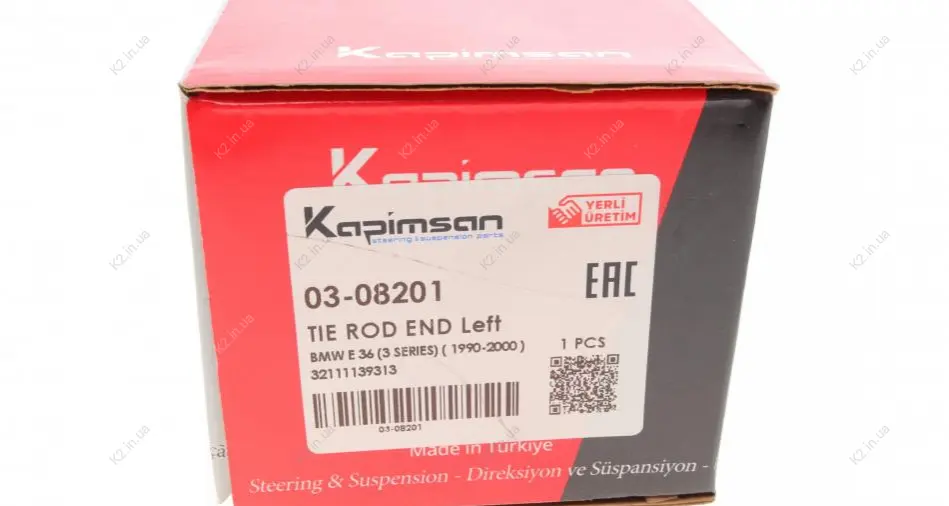 Kapimsan
Kapimsan
Kapimsan
steering & suspension parts
YERLİ
ÜRETİM
03-08201
EAC
TIE ROD END Left
BMW E 36 (3 SERIES) ( 1990-2000 )
1 PCS
32111139313
03-08201
Made in Türkiye
Steering & Suspension - Direksiyon ve Süspansiyon -
K2.in.ua